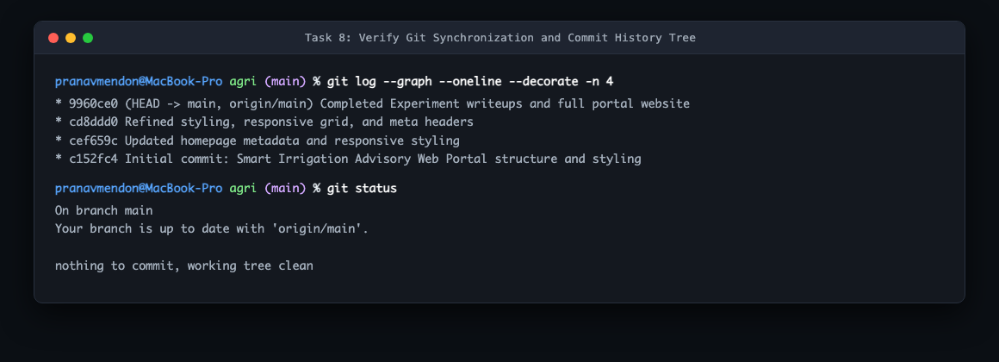 Task 8: Verify Git Synchronization and Commit History Tree
pranavmendon@MacBook-Pro agri (main) % git log --graph --oneline --decorate -n 4
* 9960ce0 (HEAD -> main, origin/main) Completed Experiment writeups and full portal website
* cd8ddd0 Refined styling, responsive grid, and meta headers
* cef659c Updated homepage metadata and responsive styling
* c152fc4 Initial commit: Smart Irrigation Advisory Web Portal structure and styling
pranavmendon@MacBook-Pro agri (main) % git status
On branch main
Your branch is up to date with 'origin/main'.
nothing to commit, working tree clean